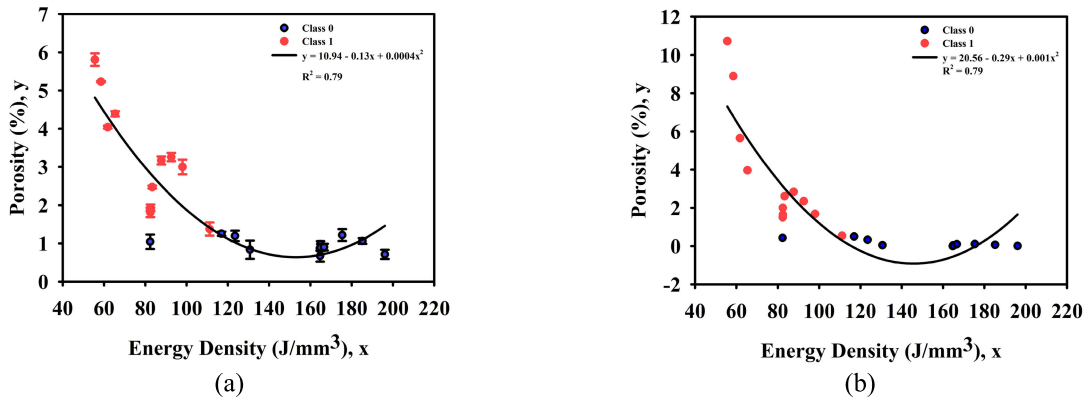 7
6
5
4
3
2
1
0
Porosity (%), y
Class 0
Class 1
y = 10.94 - 0.13x + 0.0004x²
R² = 0.79
40 60 80 100 120 140 160 180 200 220
Energy Density (J/mm³), x
(a)
12
10
8
6
4
2
0
-2
Porosity (%), y
Class 0
Class 1
y = 20.56 - 0.29x + 0.001x²
R² = 0.79
40 60 80 100 120 140 160 180 200 220
Energy Density (J/mm³), x
(b)